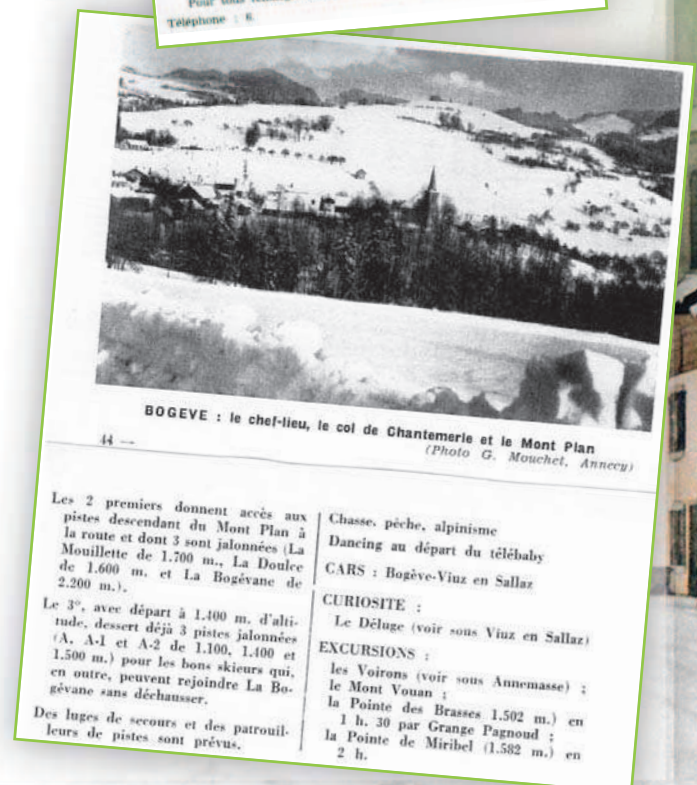 Téléphone : 6.
BOGEVE : le chef-lieu, le col de Chantemerle et le Mont Plan
(Photo G. Mouchet, Annecy)
44 —
Les 2 premiers donnent accès aux
pistes descendant du Mont Plan à
la route et dont 3 sont jalonnées (La
Mouillette de 1.700 m., La Doulce
de 1.600 m. et La Bogévane de
2.200 m.).
Le 3°, avec départ à 1.400 m. d'alti-
tude, dessert déjà 3 pistes jalonnées
(A, A-1 et A-2 de 1.100, 1.400 et
1.500 m.) pour les bons skieurs qui,
en outre, peuvent rejoindre La Bo-
gévane sans déchausser.
Des luges de secours et des patrouil-
leurs de pistes sont prévus.
Chasse, pèche, alpinisme
Dancing au départ du télébaby
CARS : Bogève-Viuz en Sallaz
CURIOSITE :
Le Déluge (voir sous Viuz en Sallaz)
EXCURSIONS :
les Voirons (voir sous Annemasse) ;
le Mont Vouan ;
la Pointe des Brasses 1.502 m.) en
1 h. 30 par Grange Pagnoud ;
la Pointe de Miribel (1.582 m.) en
2 h.